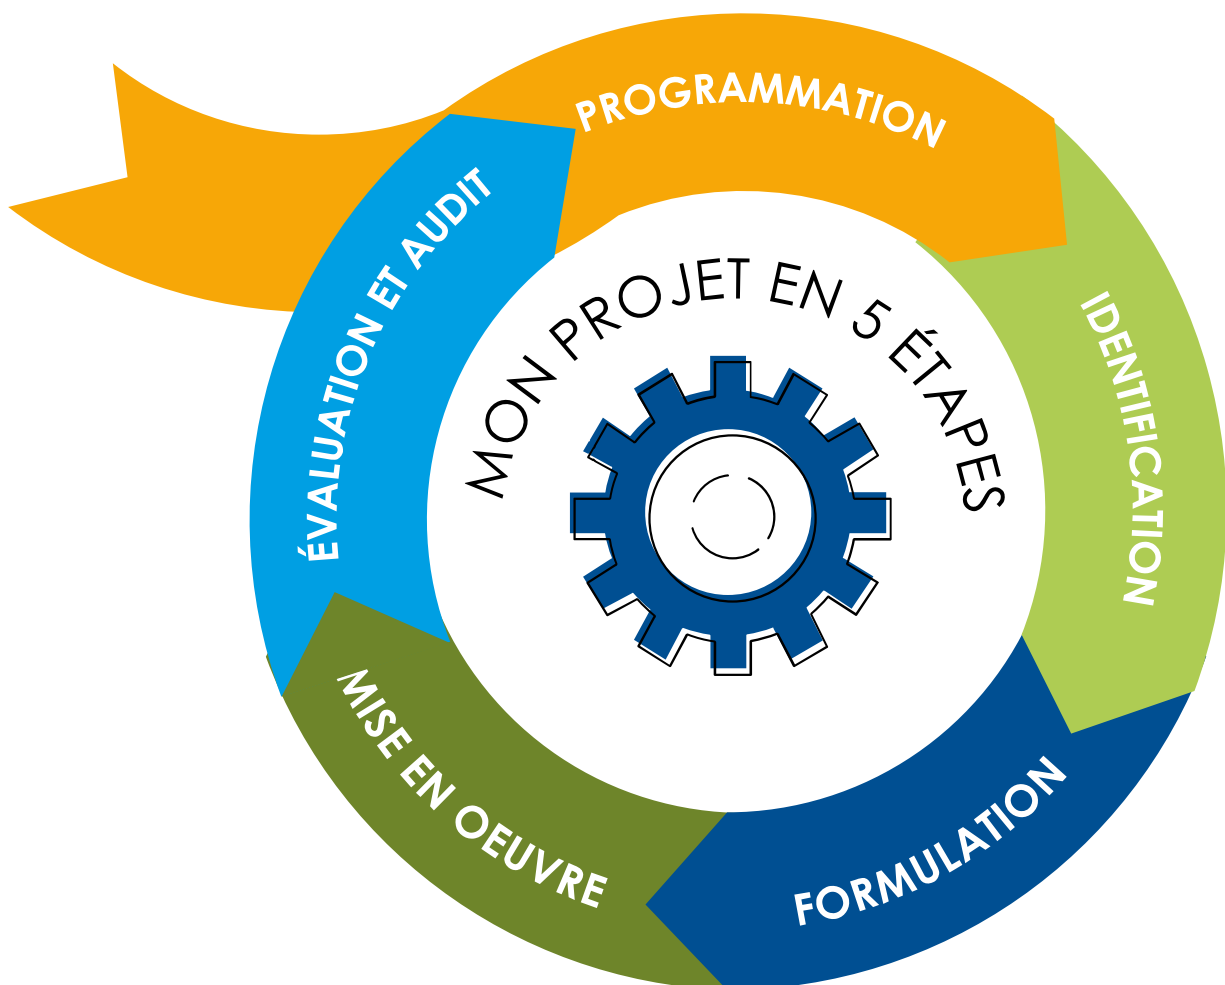 PROGRAMMATION
IDENTIFICATION
FORMULATION
MISE EN OEUVRE
ÉVALUATION ET AUDIT
MON PROJET EN 5 ÉTAPES